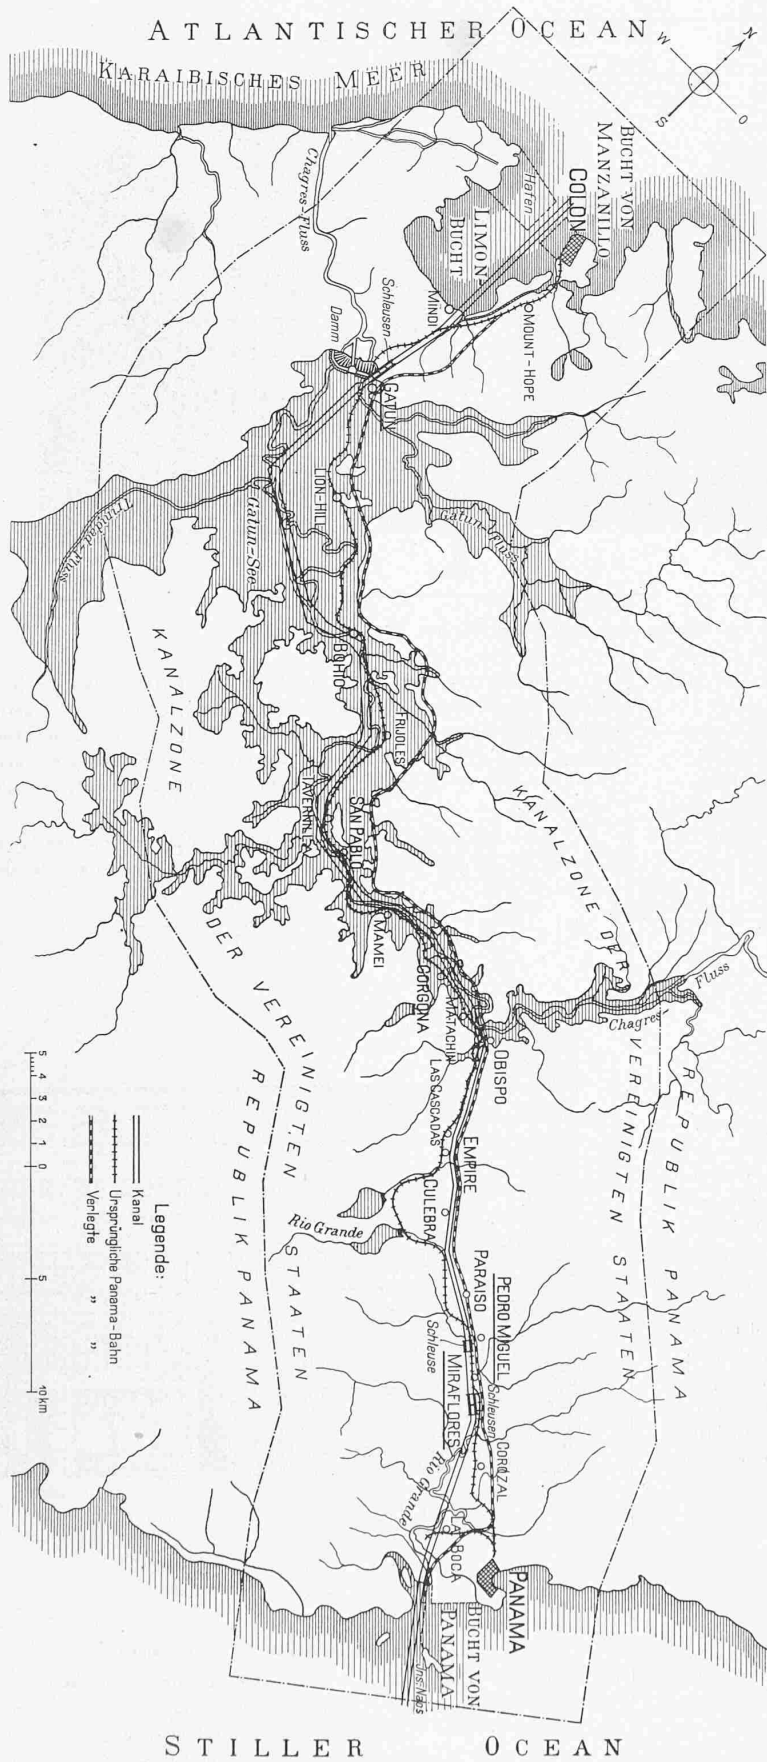 ATLANTISCHER OCEAN
KARAIBISCHES MEER
N
W
O
S
BUCHT VON
MANZANILLO
COLON
Hafen
LIMON-
BUCHT
Chagres-Fluss
MINDI
MOUNT-HOPE
Schleusen
Damm
GATUN
LION-HILL
Gatun-See
Gatun-Fluss
Trinidad-Fluss
BOHIO
FRIJOLES
KANALZONE
TAVERNILLA
SAN PABLO
MAMEI
KANALZONE DER
VEREINIGTEN STAATEN
REPUBLIK PANAMA
DER VEREINIGTEN STAATEN
REPUBLIK PANAMA
GORGONA
MATACHIN
Chagres-Fluss
OBISPO
LAS CASCADAS
EMPIRE
CULEBRA
Rio Grande
PARAISO
PEDRO MIGUEL
Schleuse
MIRAFLORES
Schleusen
COROZAL
Rio Grande
LA BOCA
PANAMA
BUCHT VON
PANAMA
Jns. Naos
Legende:
Kanal
Ursprüngliche Panama-Bahn
Verlegte " "
5 4 3 2 1 0 5 10 km
STILLER OCEAN